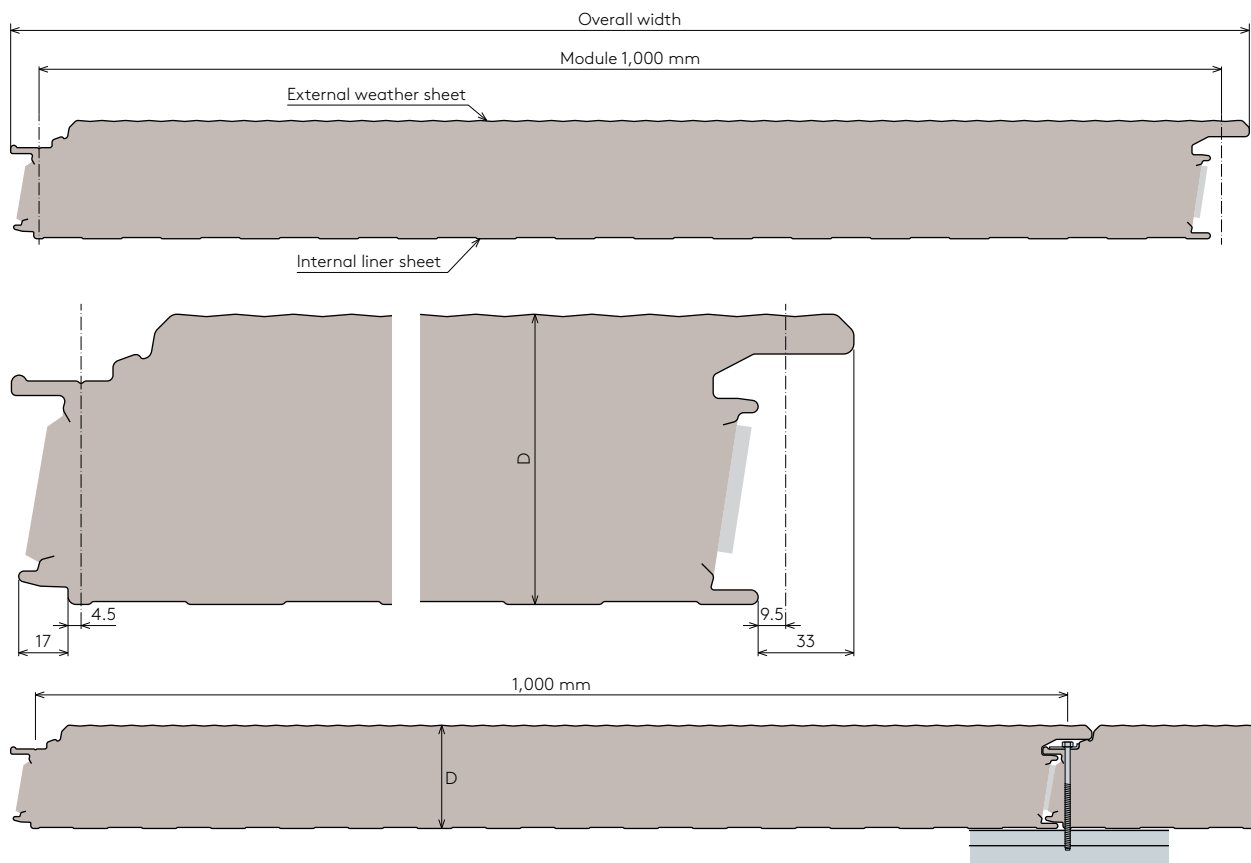 Overall width
Module 1,000 mm
External weather sheet
Internal liner sheet
D
4.5
9.5
17
33
1,000 mm
D